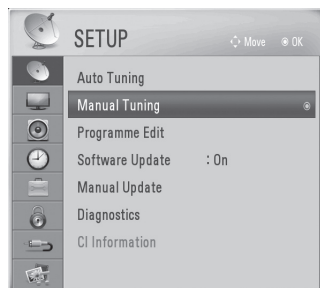 SETUP
Move OK
Auto Tuning
Manual Tuning
Programme Edit
Software Update : On
Manual Update
Diagnostics
CI Information